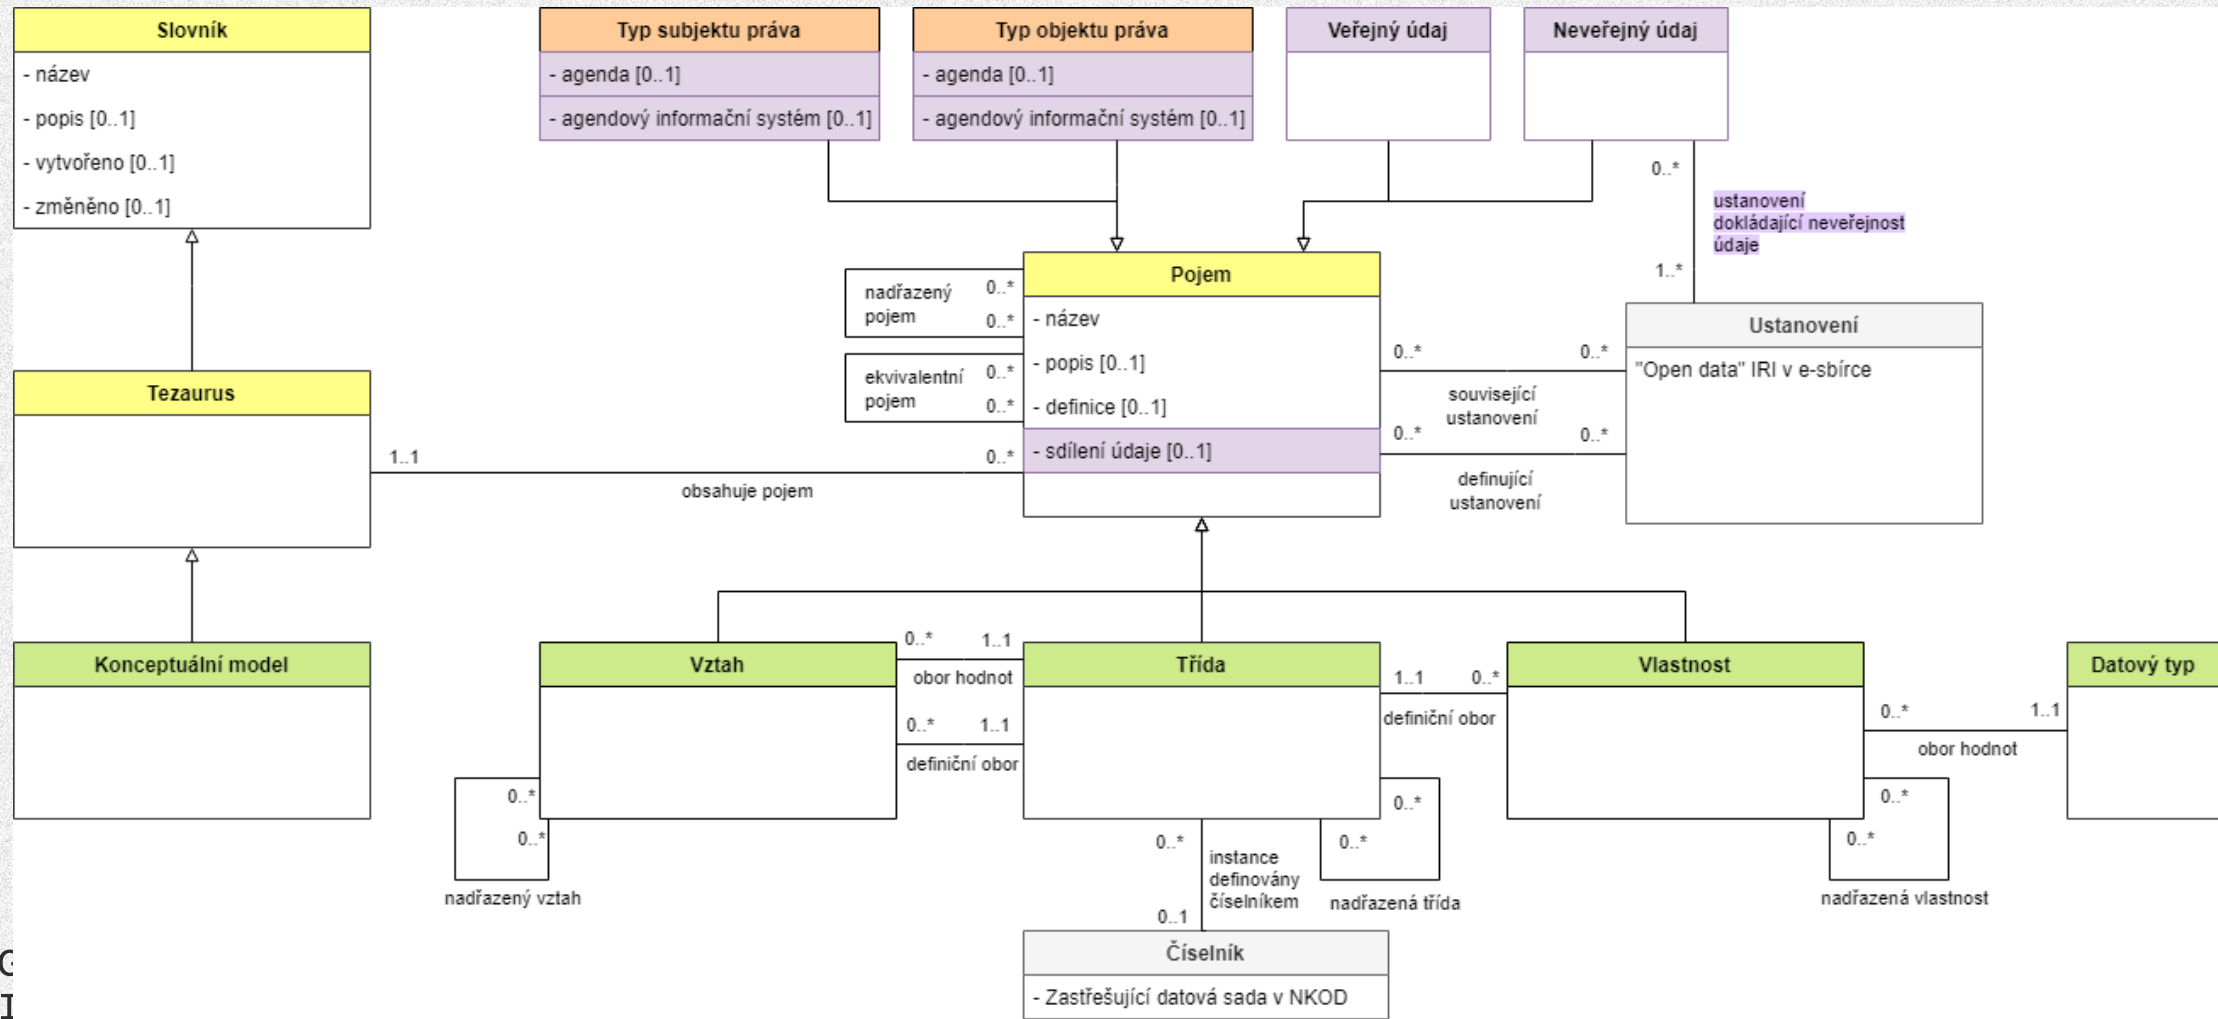 Slovník
- název
- popis [0..1]
- vytvořeno [0..1]
- změněno [0..1]
Typ subjektu práva
- agenda [0..1]
- agendový informační systém [0..1]
Typ objektu práva
- agenda [0..1]
- agendový informační systém [0..1]
Veřejný údaj
Neveřejný údaj
0..*
ustanovení
dokládající neveřejnost
údaje
1..*
Pojem
- název
- popis [0..1]
- definice [0..1]
- sdílení údaje [0..1]
nadřazený
pojem
0..*
0..*
ekvivalentní
pojem
0..*
0..*
Ustanovení
"Open data" IRI v e-sbírce
0..*
0..*
související
ustanovení
0..*
0..*
definující
ustanovení
Tezaurus
1..1
0..*
obsahuje pojem
Konceptuální model
Vztah
0..*
1..1
obor hodnot
0..*
1..1
definiční obor
0..*
0..*
nadřazený vztah
Třída
1..1
0..*
definiční obor
0..*
0..*
nadřazená třída
Vlastnost
0..*
1..1
obor hodnot
0..*
0..*
nadřazená vlastnost
Datový typ
0..*
instance
definovány
číselníkem
0..1
Číselník
- Zastřešující datová sada v NKOD